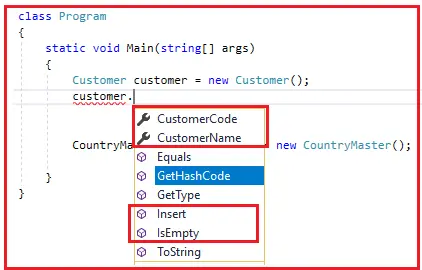 class Program
{
static void Main(string[] args)
{
Customer customer = new Customer();
customer.
CustomerCode
CustomerName
CountryMa new CountryMaster();
Equals
GetHashCode
GetType
Insert
IsEmpty
ToString
}
}